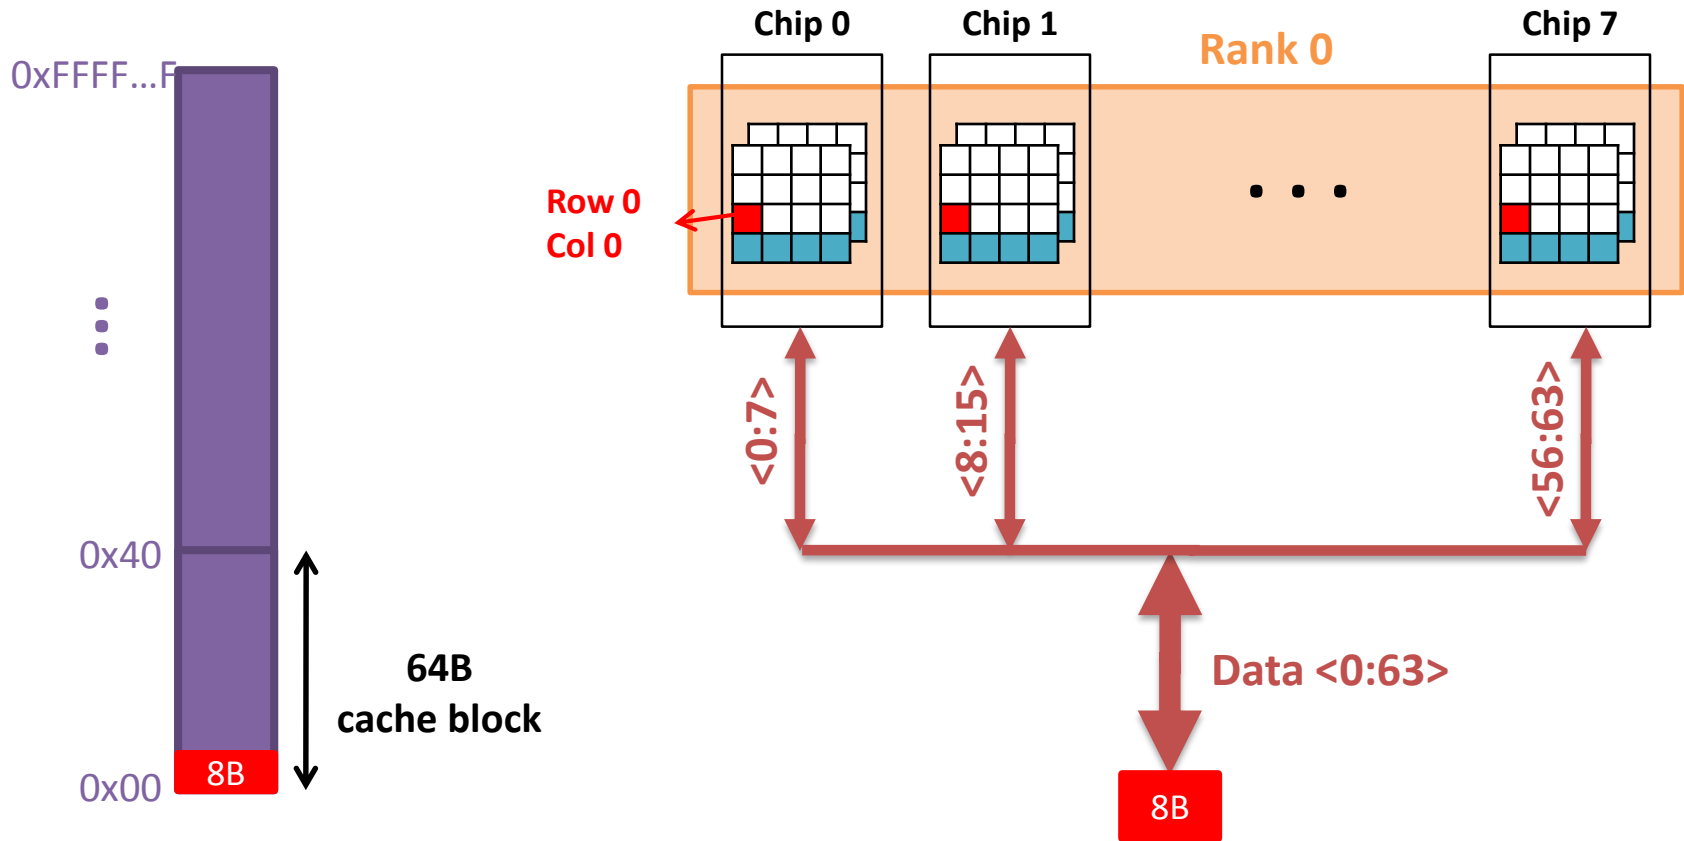 Chip 0
Chip 1
Chip 7
Rank 0
0xFFFF...F
Row 0
Col 0
<0:7>
<8:15>
<56:63>
0x40
64B
cache block
Data <0:63>
8B
0x00
8B